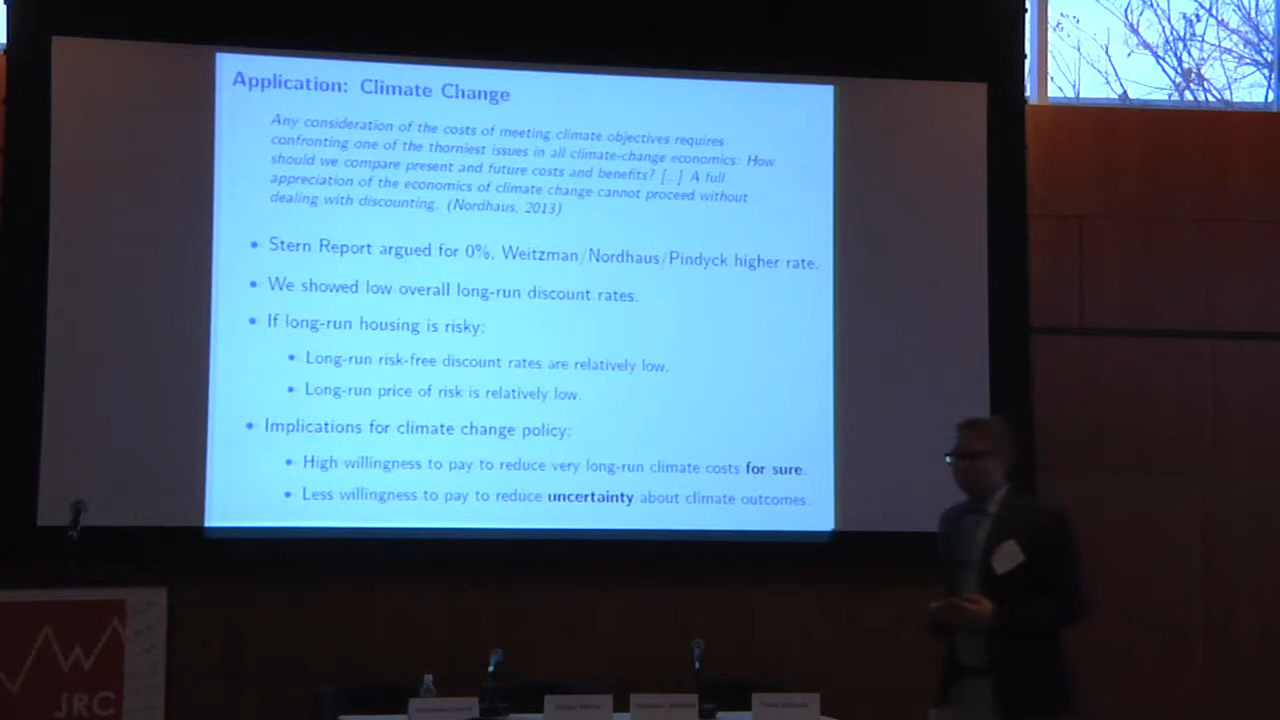 Application: Climate Change
Any consideration of the costs of meeting climate objectives requires
confronting one of the thorniest issues in all climate-change economics: How
should we compare present and future costs and benefits? [...] A full
appreciation of the economics of climate change cannot proceed without
dealing with discounting. (Nordhaus, 2013)
• Stern Report argued for 0%, Weitzman/Nordhaus/Pindyck higher rate.
• We showed low overall long-run discount rates.
• If long-run housing is risky:
• Long-run risk-free discount rates are relatively low.
• Long-run price of risk is relatively low.
• Implications for climate change policy:
• High willingness to pay to reduce very long-run climate costs for sure.
• Less willingness to pay to reduce uncertainty about climate outcomes.
JRC